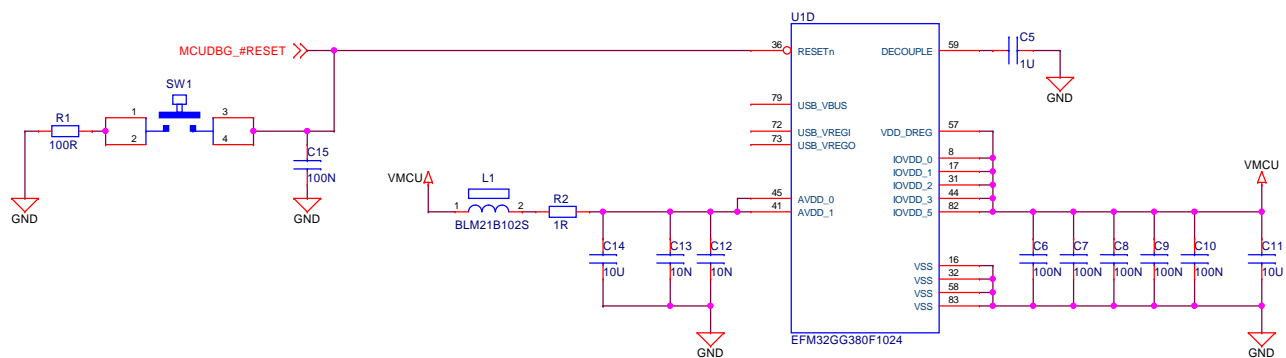 U1D
MCUDBG_#RESET
36
RESETn
DECOUPLE
59
C5
1U
GND
SW1
R1
100R
1
2
3
4
C15
100N
GND
GND
79
USB_VBUS
72
USB_VREGI
73
USB_VREGO
VDD_DREG
57
IOVDD_0
8
IOVDD_1
17
IOVDD_2
31
IOVDD_3
44
IOVDD_5
82
VMCU
VMCU
L1
1
2
BLM21B102S
R2
1R
45
AVDD_0
41
AVDD_1
C14
10U
C13
10N
C12
10N
GND
VSS
16
VSS
32
VSS
58
VSS
83
C6
100N
C7
100N
C8
100N
C9
100N
C10
100N
C11
10U
GND
EFM32GG380F1024